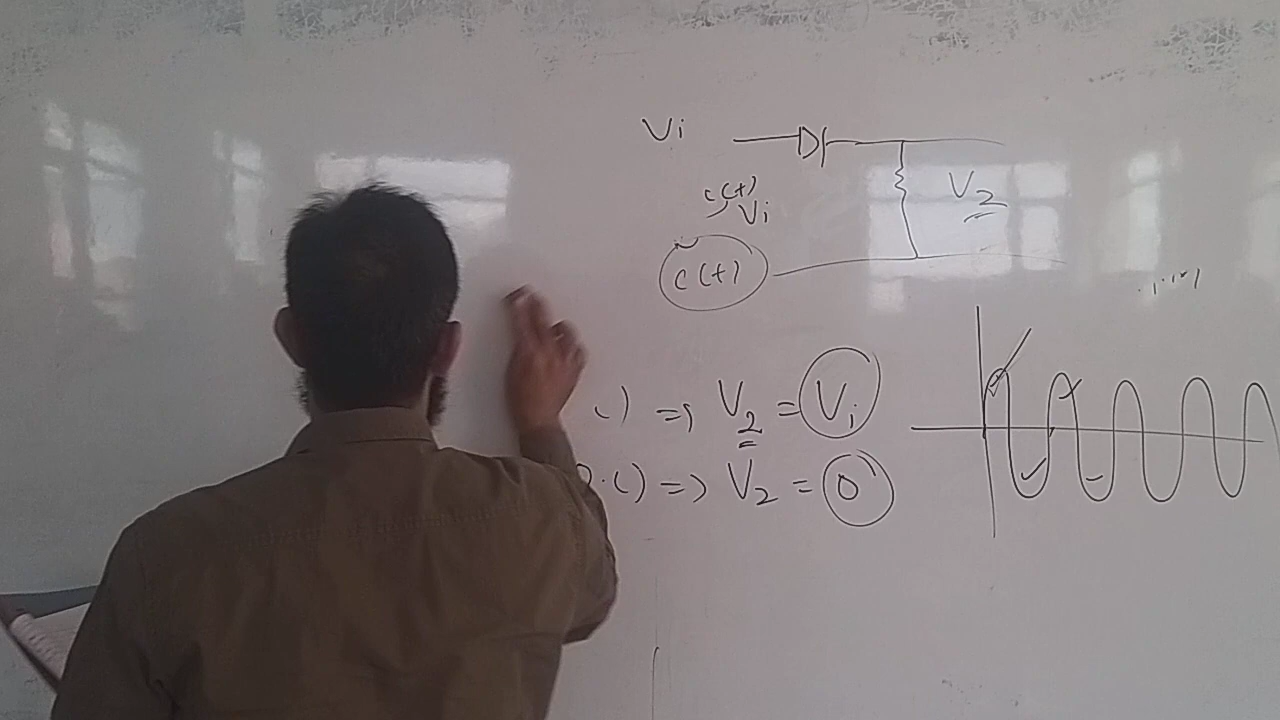 Vi
c(t)
Vi
V2
c(t)
() => V2 = Vi
.() => V2 = 0